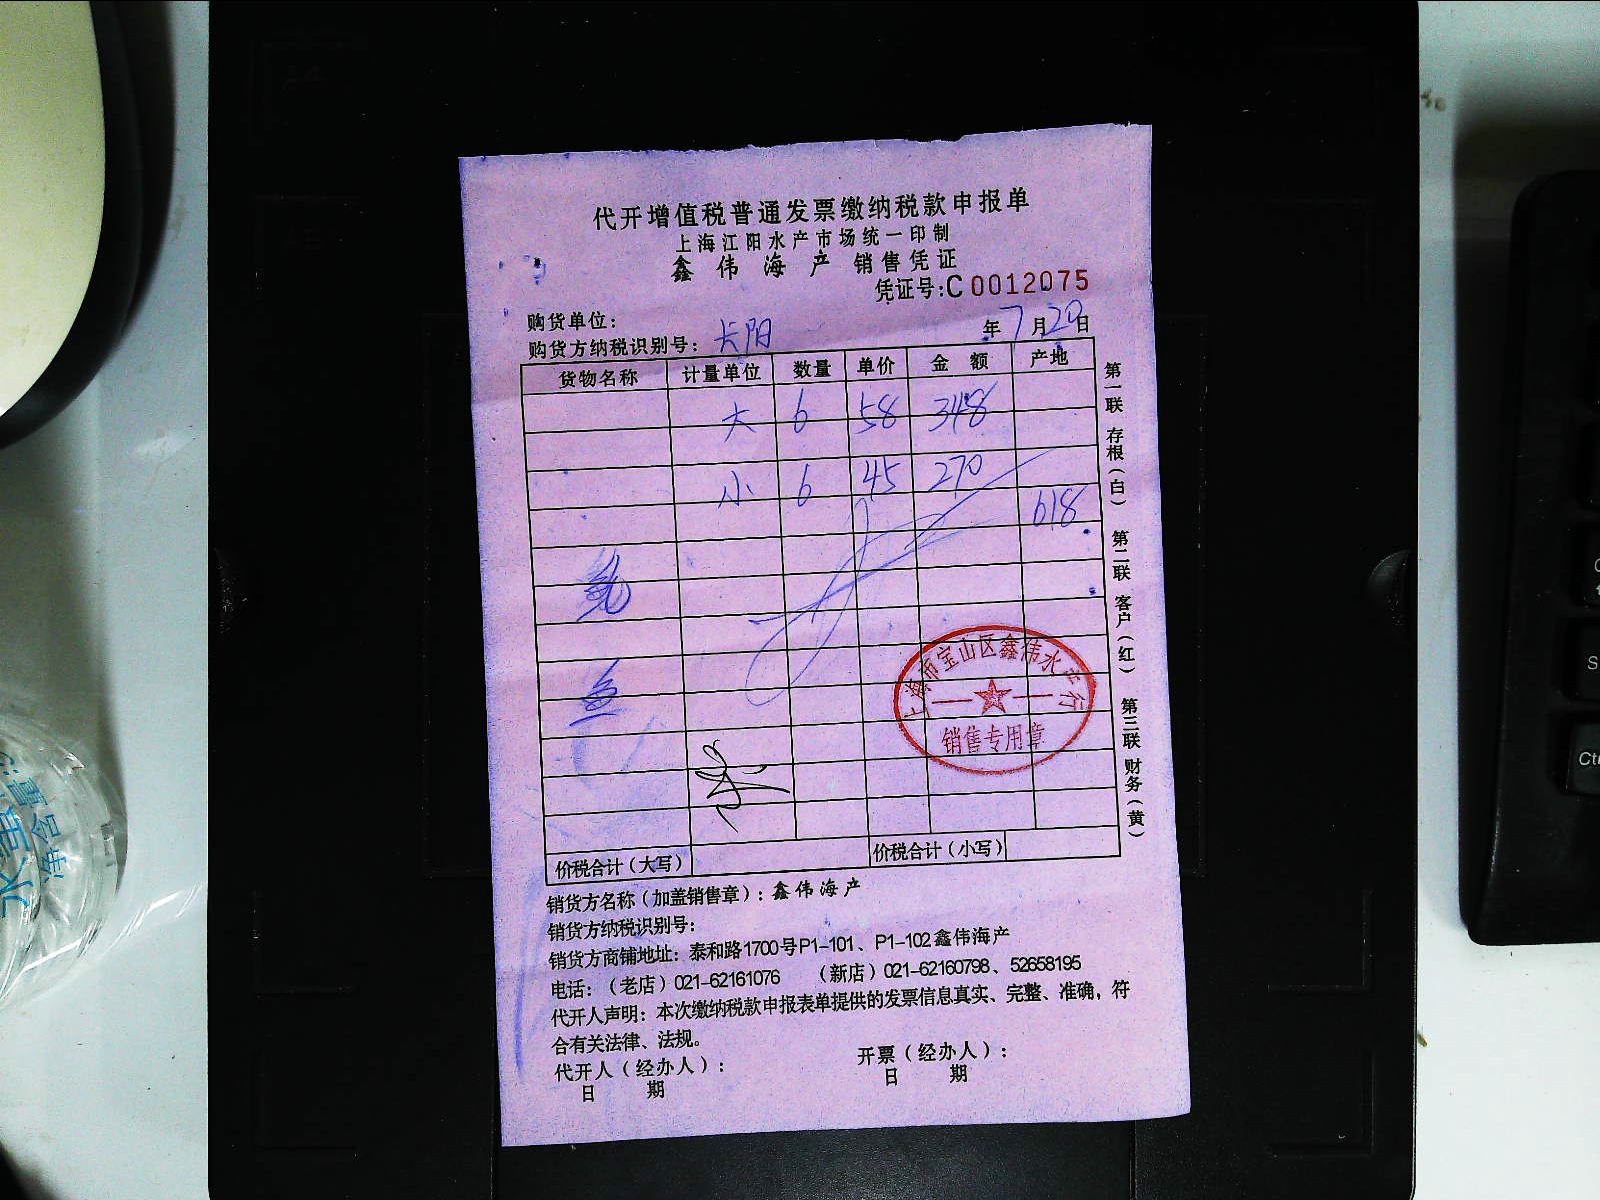 代开增值税普通发票缴纳税款申报单
上海江阳水产市场统一印制
鑫伟海产 销售凭证
凭证号:C 0012075
购货单位:
年 7 月 20 日
购货方纳税识别号: 长阳
货物名称 计量单位 数量 单价 金额 产地
大 6 58 348
小 6 45 270
618
价税合计(大写) 价税合计(小写)
第一联 存根(白) 第二联 客户(红) 第三联 财务(黄)
上海市宝山区鑫伟水产行
销售专用章
销货方名称(加盖销售章): 鑫伟海产
销货方纳税识别号:
销货方商铺地址: 泰和路1700号P1-101、P1-102鑫伟海产
电话: (老店)021-62161076 (新店)021-62160798、52658195
代开人声明: 本次缴纳税款申报表单提供的发票信息真实、完整、准确，符
合有关法律、法规。
代开人(经办人): 开票(经办人):
日 期 日 期
净含量
Ctrl